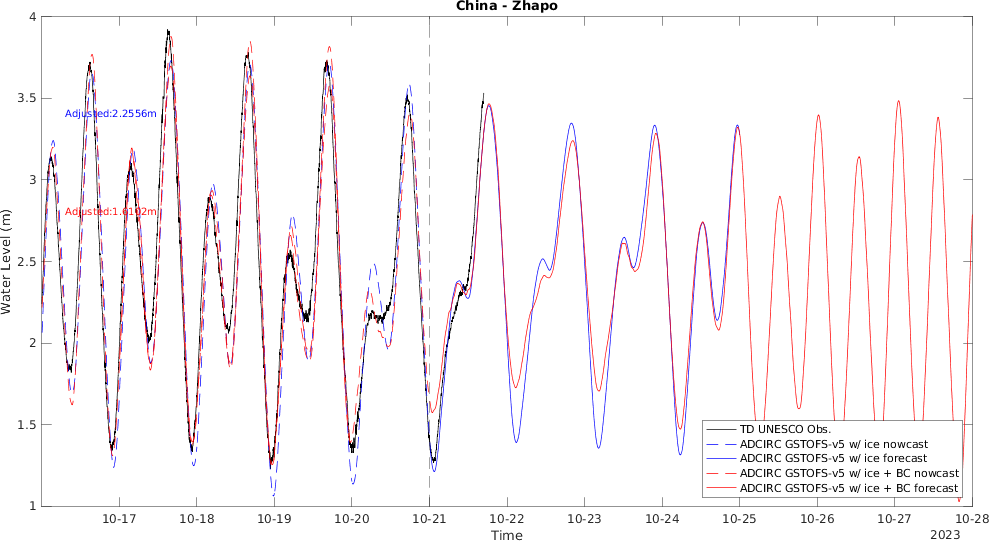 China - Zhapo
4
3.5
3
2.5
2
1.5
1
Water Level (m)
Adjusted:2.2556m
Adjusted:1.6102m
TD UNESCO Obs.
ADCIRC GSTOFS-v5 w/ ice nowcast
ADCIRC GSTOFS-v5 w/ ice forecast
ADCIRC GSTOFS-v5 w/ ice + BC nowcast
ADCIRC GSTOFS-v5 w/ ice + BC forecast
10-17 10-18 10-19 10-20 10-21 10-22 10-23 10-24 10-25 10-26 10-27 10-28
Time
2023